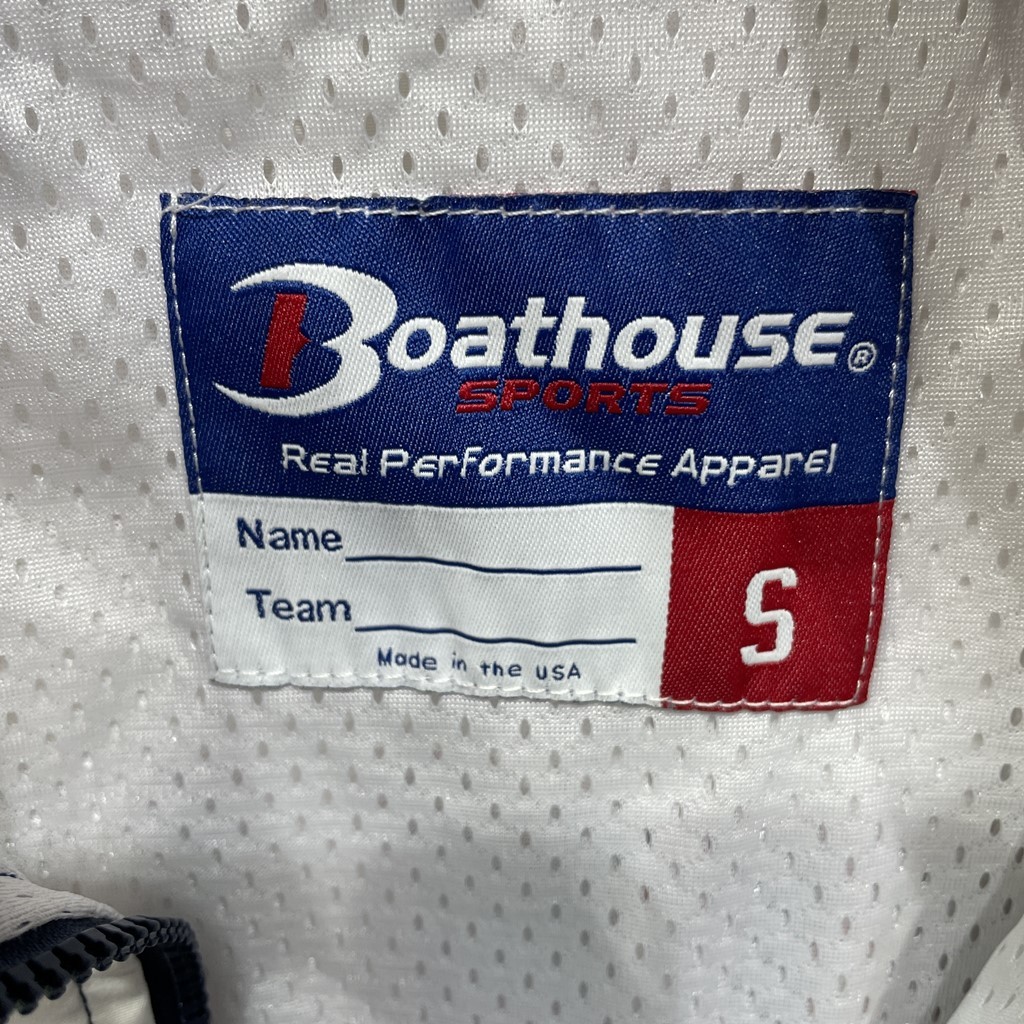 Boathouse®
SPORTS
Real Performance Apparel
Name
Team
S
Made in the USA